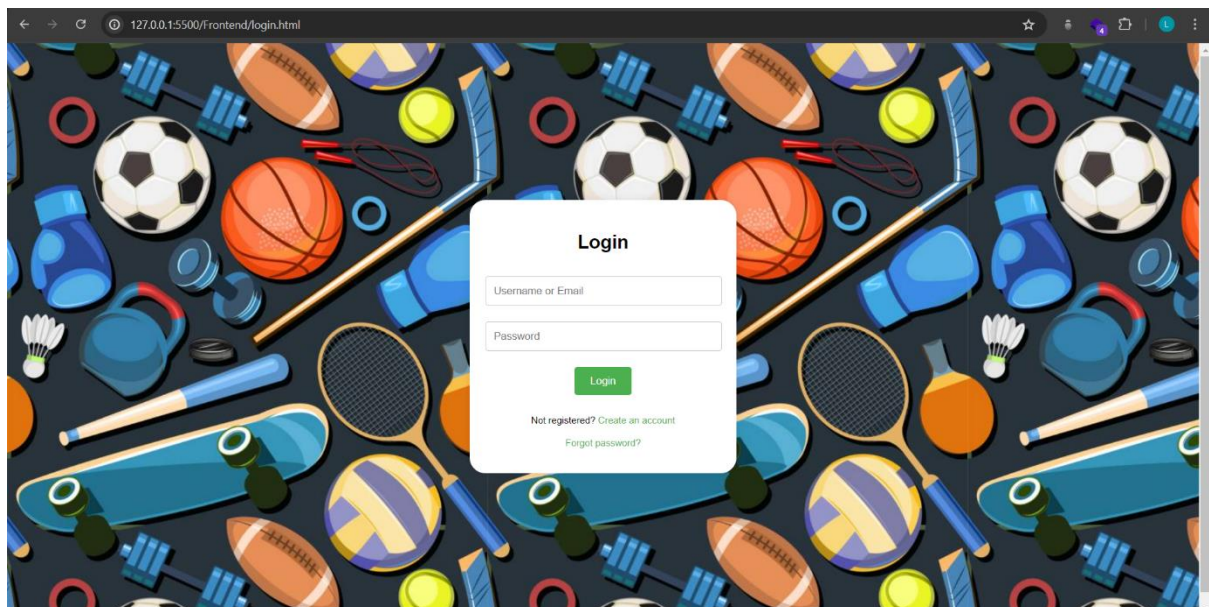 127.0.0.1:5500/Frontend/login.html
4
L
Login
Username or Email
Password
Login
Not registered? Create an account
Forgot password?